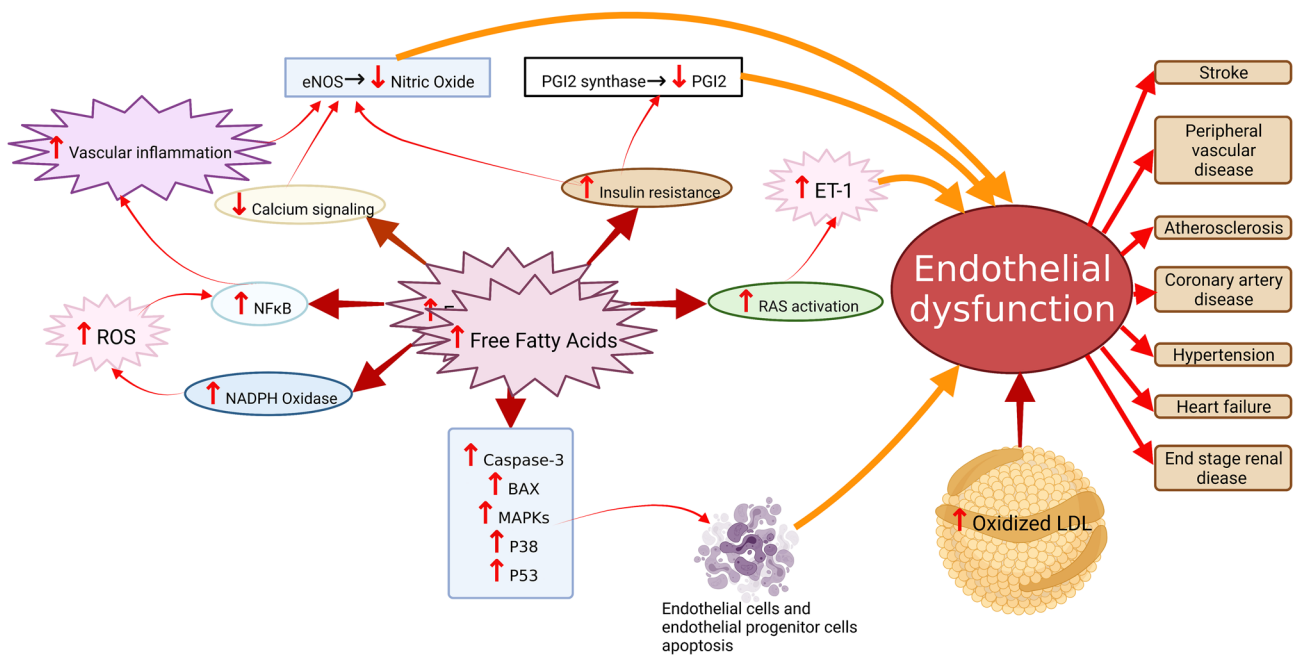 eNOS→ ↓ Nitric Oxide
PGI2 synthase→ ↓ PGI2
Stroke
Peripheral
vascular
disease
↑ Vascular inflammation
↓ Calcium signaling
↑ Insulin resistance
↑ ET-1
Atherosclerosis
Endothelial
dysfunction
Coronary artery
disease
↑ NFκB
↑ RAS activation
↑ ROS
↑ Free Fatty Acids
Hypertension
↑ NADPH Oxidase
Heart failure
↑ Caspase-3
↑ BAX
↑ MAPKs
↑ P38
↑ P53
End stage renal
diease
↑ Oxidized LDL
Endothelial cells and
endothelial progenitor cells
apoptosis